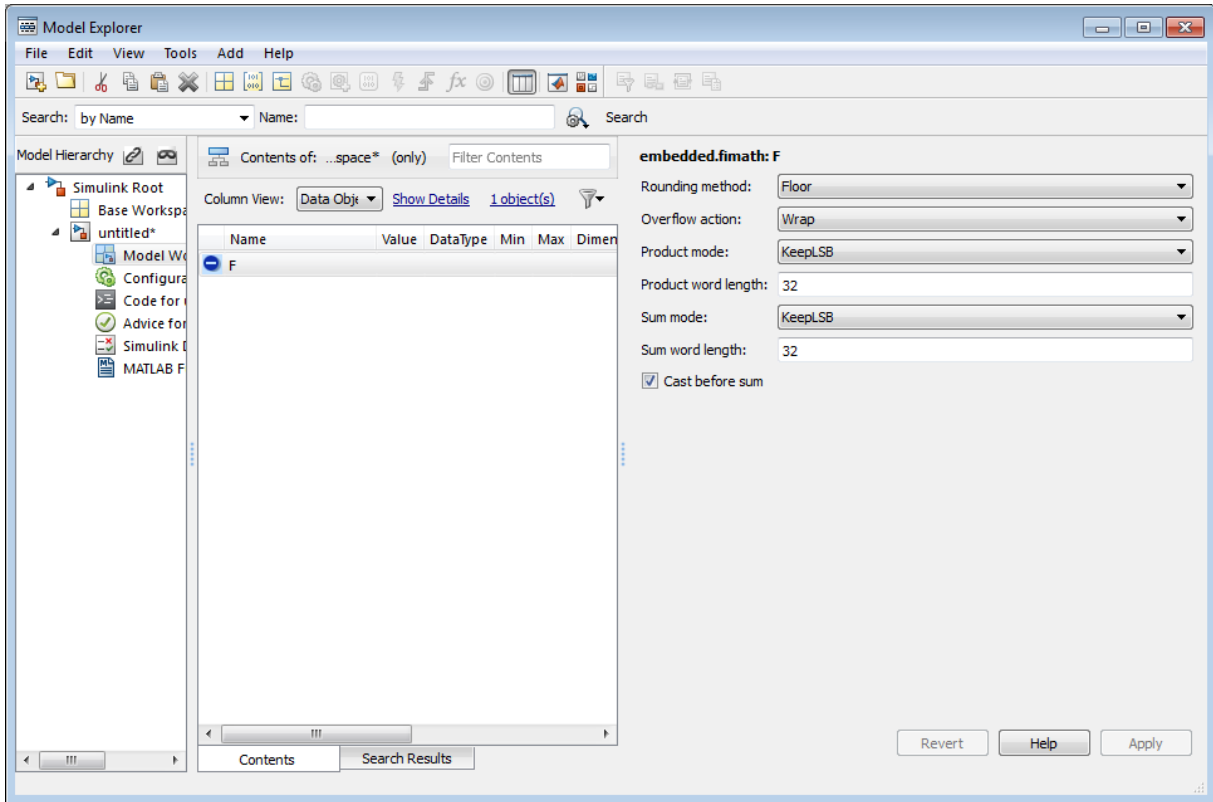 Model Explorer
File Edit View Tools Add Help
Search: by Name Name: Search
Model Hierarchy
Simulink Root
Base Workspa
untitled*
Model Wo
Configura
Code for u
Advice for
Simulink D
MATLAB F
Contents of: ...space* (only) Filter Contents
Column View: Data Obje Show Details 1 object(s)
Name Value DataType Min Max Dimen
F
Contents Search Results
embedded.fimath: F
Rounding method: Floor
Overflow action: Wrap
Product mode: KeepLSB
Product word length: 32
Sum mode: KeepLSB
Sum word length: 32
Cast before sum
Revert Help Apply